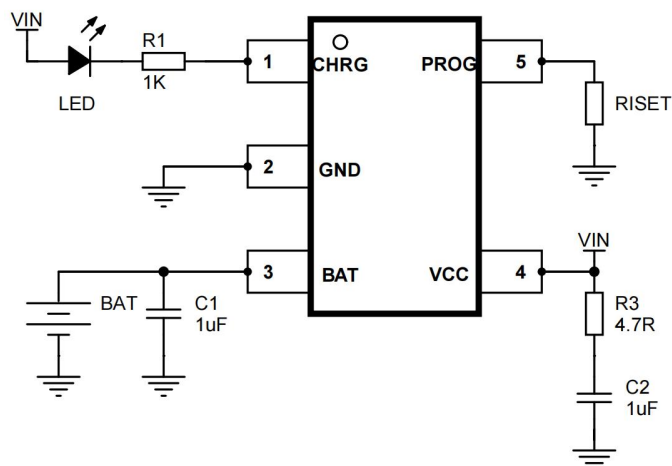 VIN
LED
R1
1K
1
CHRG
PROG
5
RISET
2
GND
3
BAT
BAT
C1
1uF
VCC
4
VIN
R3
4.7R
C2
1uF